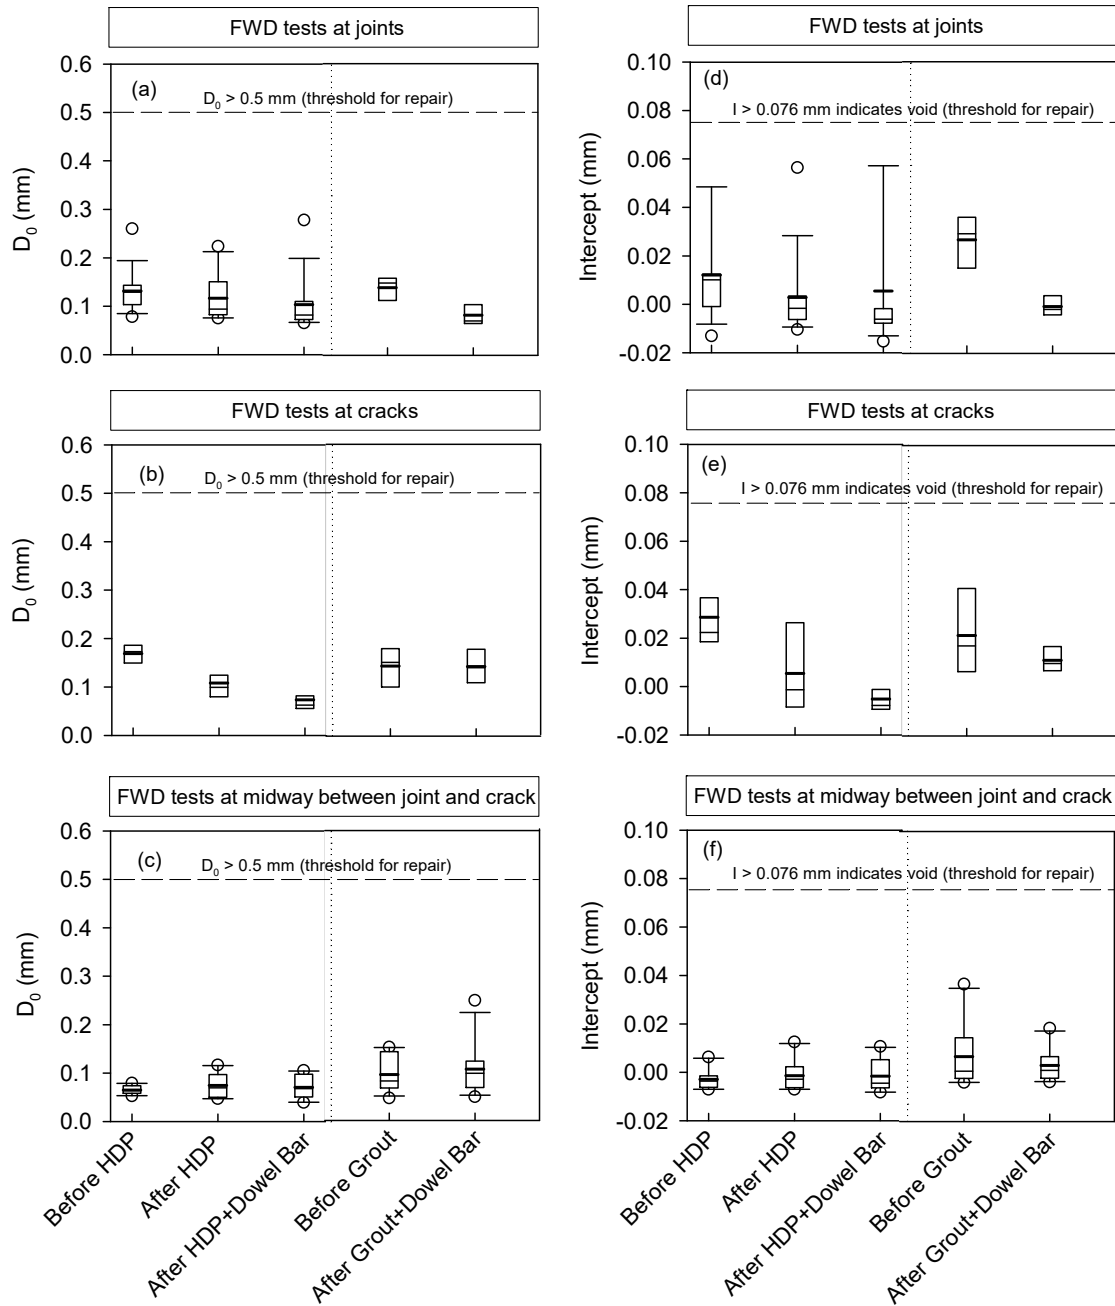 FWD tests at joints
0.6
0.5
0.4
0.3
0.2
0.1
0.0
D0 (mm)
(a)
D0 > 0.5 mm (threshold for repair)
FWD tests at joints
0.10
0.08
0.06
0.04
0.02
0.00
-0.02
Intercept (mm)
(d)
I > 0.076 mm indicates void (threshold for repair)
FWD tests at cracks
0.6
0.5
0.4
0.3
0.2
0.1
0.0
D0 (mm)
(b)
D0 > 0.5 mm (threshold for repair)
FWD tests at cracks
0.10
0.08
0.06
0.04
0.02
0.00
-0.02
Intercept (mm)
(e)
I > 0.076 mm indicates void (threshold for repair)
FWD tests at midway between joint and crack
0.6
0.5
0.4
0.3
0.2
0.1
0.0
D0 (mm)
(c)
D0 > 0.5 mm (threshold for repair)
Before HDP
After HDP
After HDP+Dowel Bar
Before Grout
After Grout+Dowel Bar
FWD tests at midway between joint and crack
0.10
0.08
0.06
0.04
0.02
0.00
-0.02
Intercept (mm)
(f)
I > 0.076 mm indicates void (threshold for repair)
Before HDP
After HDP
After HDP+Dowel Bar
Before Grout
After Grout+Dowel Bar